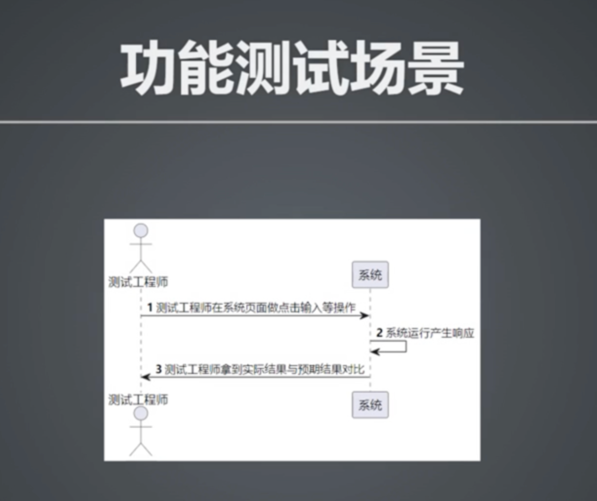 功能测试场景
测试工程师
系统
1 测试工程师在系统页面做点击输入等操作
2 系统运行产生响应
3 测试工程师拿到实际结果与预期结果对比
测试工程师
系统